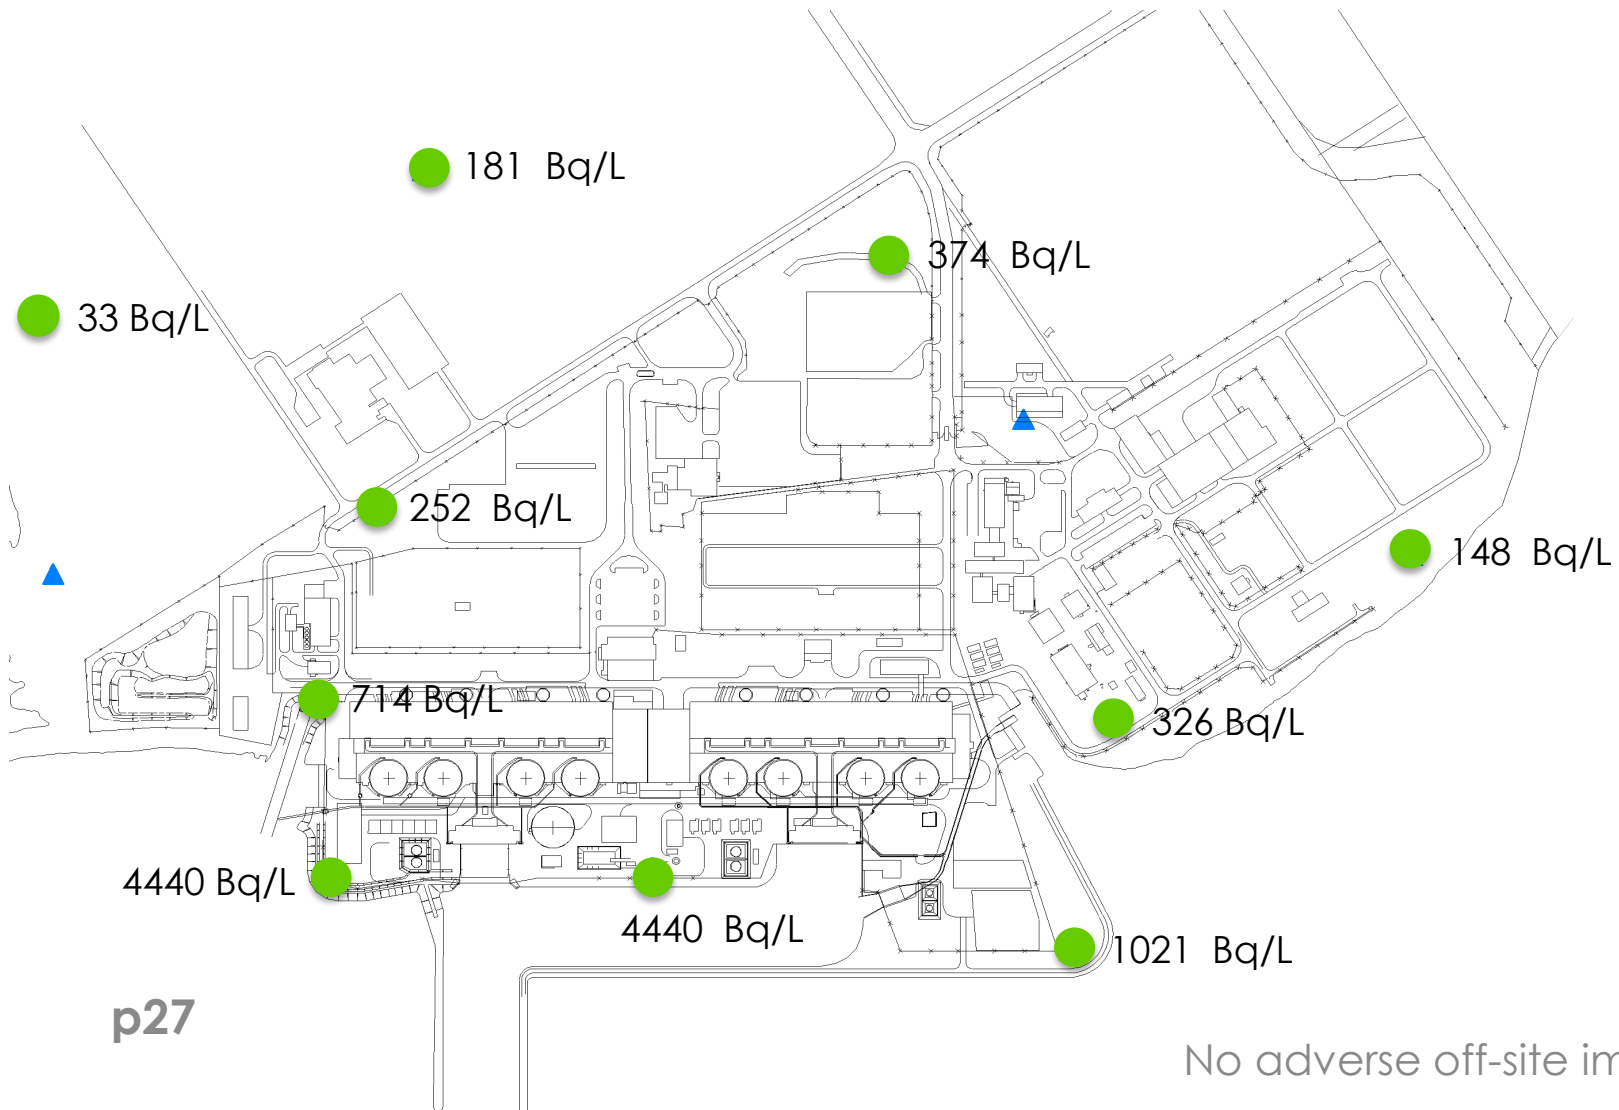 181 Bq/L
374 Bq/L
33 Bq/L
252 Bq/L
148 Bq/L
714 Bq/L
326 Bq/L
4440 Bq/L
4440 Bq/L
1021 Bq/L
p27
No adverse off-site im